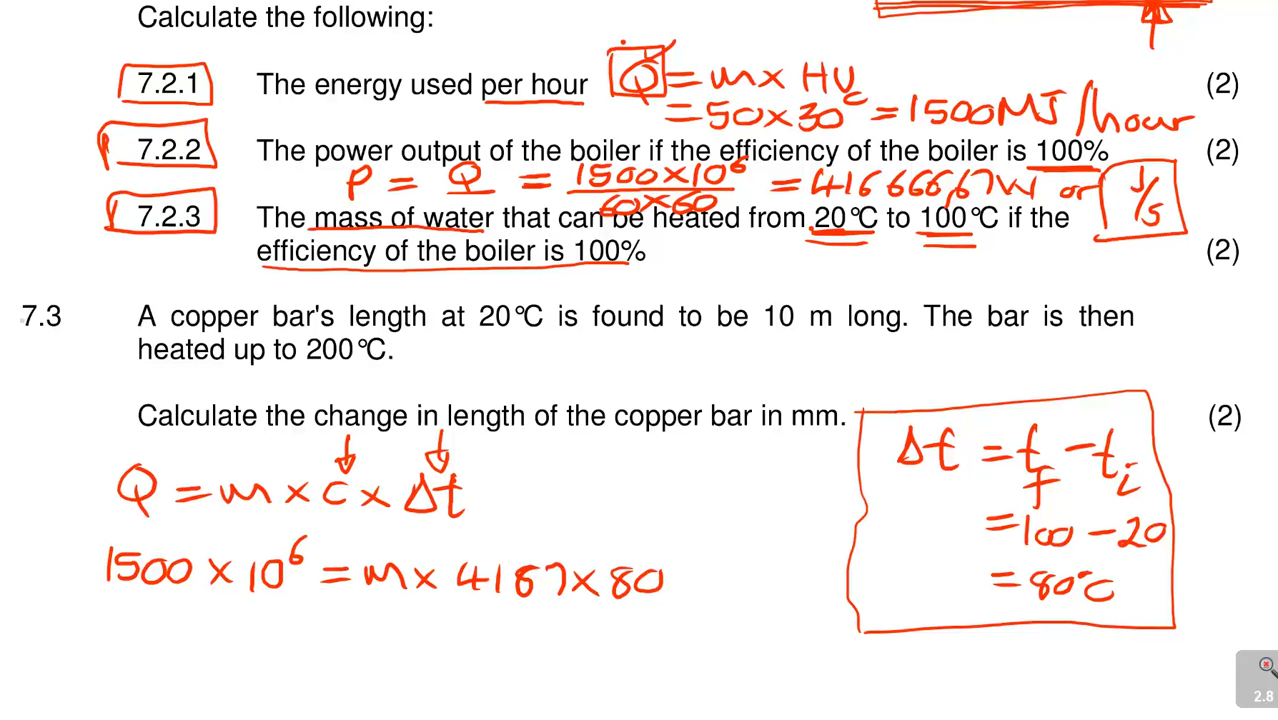 Calculate the following:
7.2.1 The energy used per hour Q̇ = m × HVc (2)
= 50 × 30 = 1500MJ/hour
7.2.2 The power output of the boiler if the efficiency of the boiler is 100% (2)
P = Q = 1500×10⁶ = 416666,67W or J/s
60×60
7.2.3 The mass of water that can be heated from 20°C to 100°C if the
efficiency of the boiler is 100% (2)
7.3 A copper bar's length at 20°C is found to be 10 m long. The bar is then
heated up to 200°C.
Calculate the change in length of the copper bar in mm. (2)
Q = m × c × Δt
1500 × 10⁶ = m × 4187 × 80
Δt = tf - ti
= 100 - 20
= 80°C
2.8